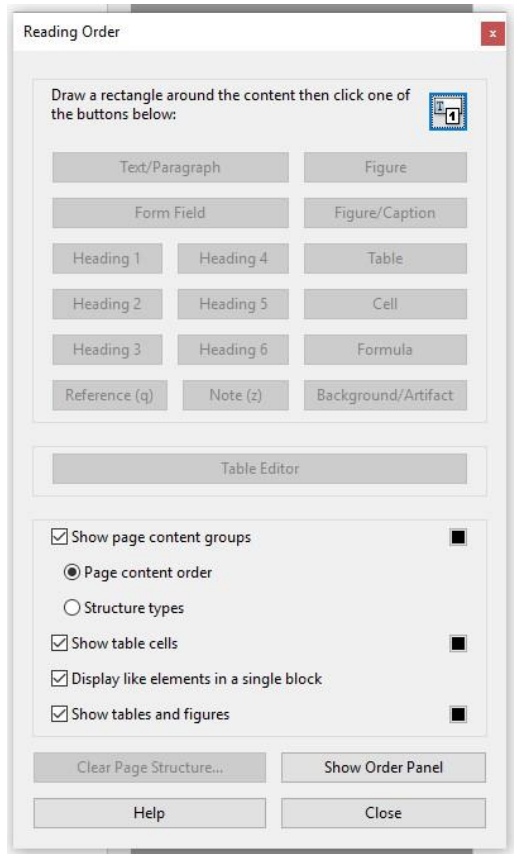 Reading Order
x
Draw a rectangle around the content then click one of
the buttons below:
T 1
Text/Paragraph Figure
Form Field Figure/Caption
Heading 1 Heading 4 Table
Heading 2 Heading 5 Cell
Heading 3 Heading 6 Formula
Reference (q) Note (z) Background/Artifact
Table Editor
Show page content groups
Page content order
Structure types
Show table cells
Display like elements in a single block
Show tables and figures
Clear Page Structure... Show Order Panel
Help Close